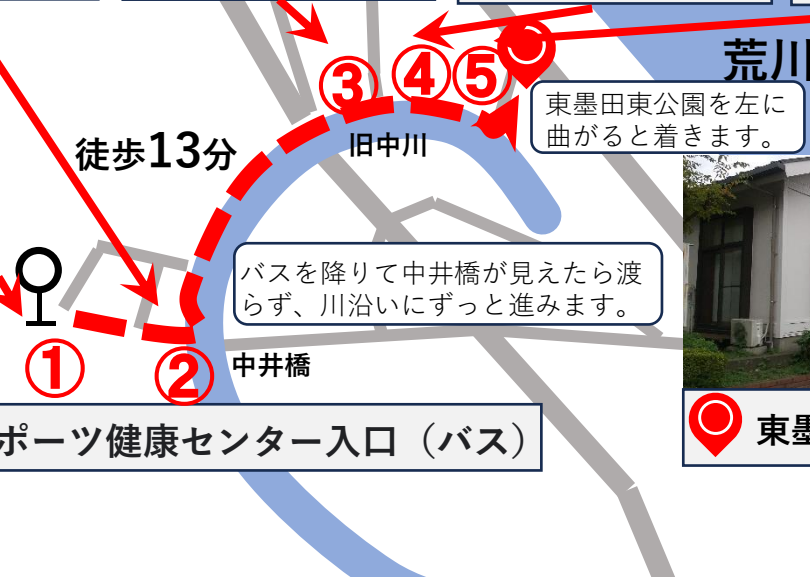 荒川
③
④
⑤
東墨田東公園を左に
曲がると着きます。
徒歩13分
旧中川
バスを降りて中井橋が見えたら渡
らず、川沿いにずっと進みます。
①
②
中井橋
ポーツ健康センター入口（バス）
東墨